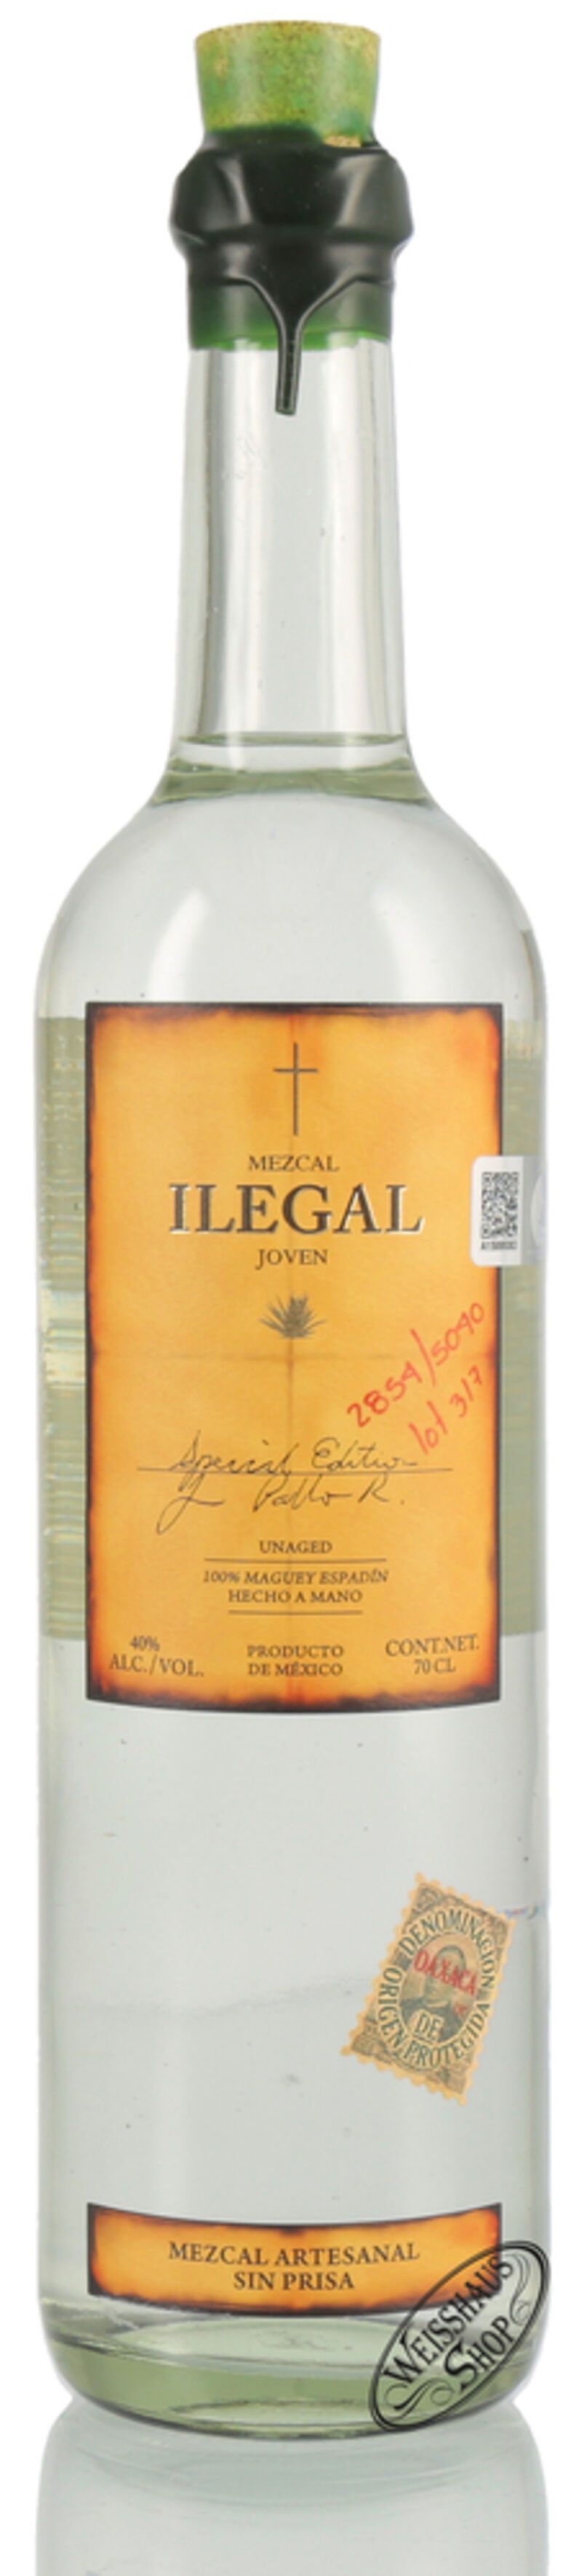 MEZCAL
ILEGAL
JOVEN
2854/5040
lot 317
Special Edition
UNAGED
100% MAGUEY ESPADÍN
HECHO A MANO
40%
ALC./VOL.
PRODUCTO
DE MÉXICO
CONT.NET.
70 CL
DENOMINACION
DE
ORIGEN PROTEGIDA
OAXACA
MEZCAL ARTESANAL
SIN PRISA
WEISSHAUS
SHOP